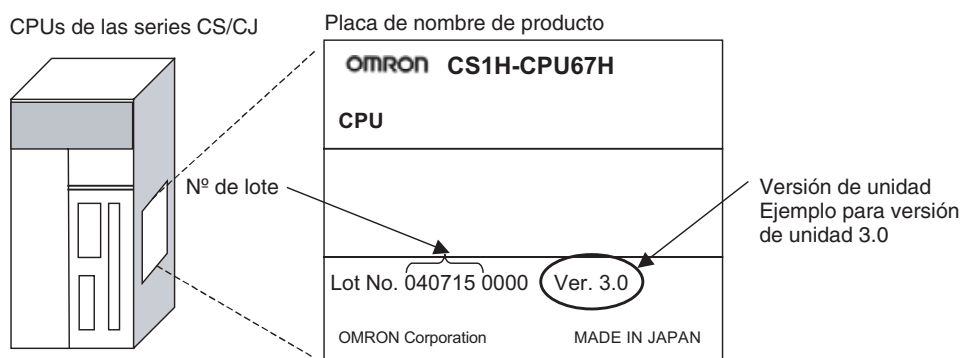 CPUs de las series CS/CJ
Placa de nombre de producto
OMRON CS1H-CPU67H
CPU
Nº de lote
Versión de unidad
Ejemplo para versión
de unidad 3.0
Lot No. 040715 0000 Ver. 3.0
OMRON Corporation MADE IN JAPAN